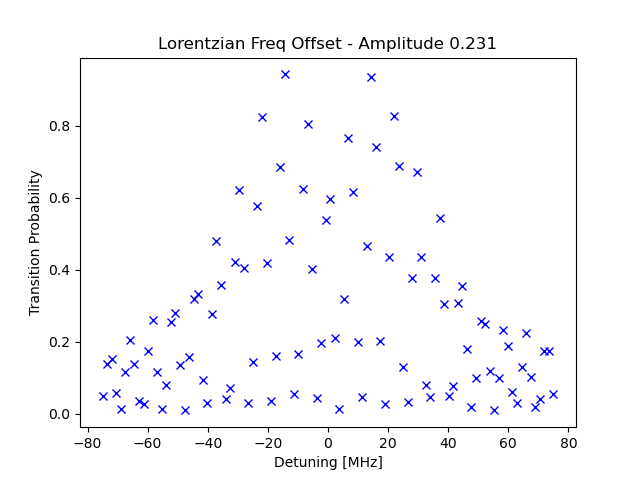 Lorentzian Freq Offset - Amplitude 0.231
Transition Probability
0.8
0.6
0.4
0.2
0.0
−80 −60 −40 −20 0 20 40 60 80
Detuning [MHz]